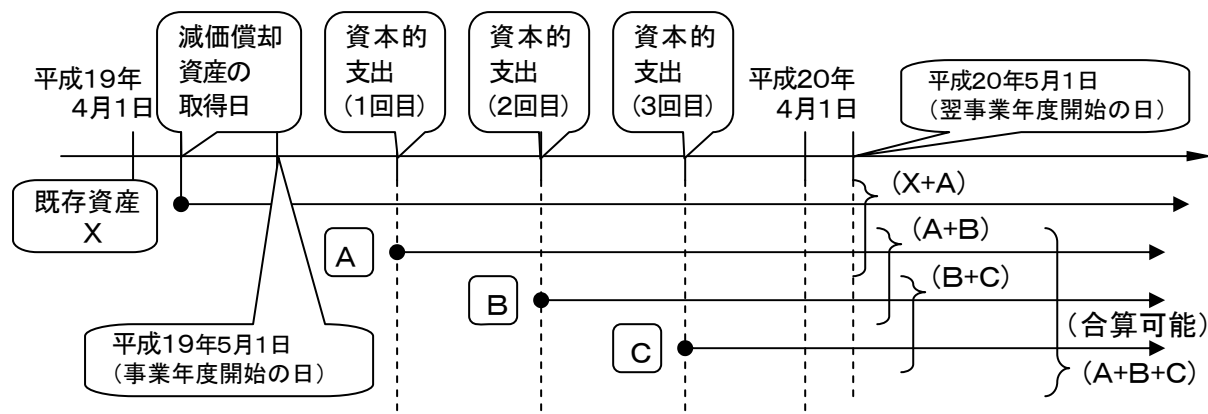 平成19年
4月1日
減価償却
資産の
取得日
資本的
支出
(1回目)
資本的
支出
(2回目)
資本的
支出
(3回目)
平成20年
4月1日
平成20年5月1日
(翌事業年度開始の日)
既存資産
X
(X+A)
A
(A+B)
B
(B+C)
C
(合算可能)
(A+B+C)
平成19年5月1日
(事業年度開始の日)